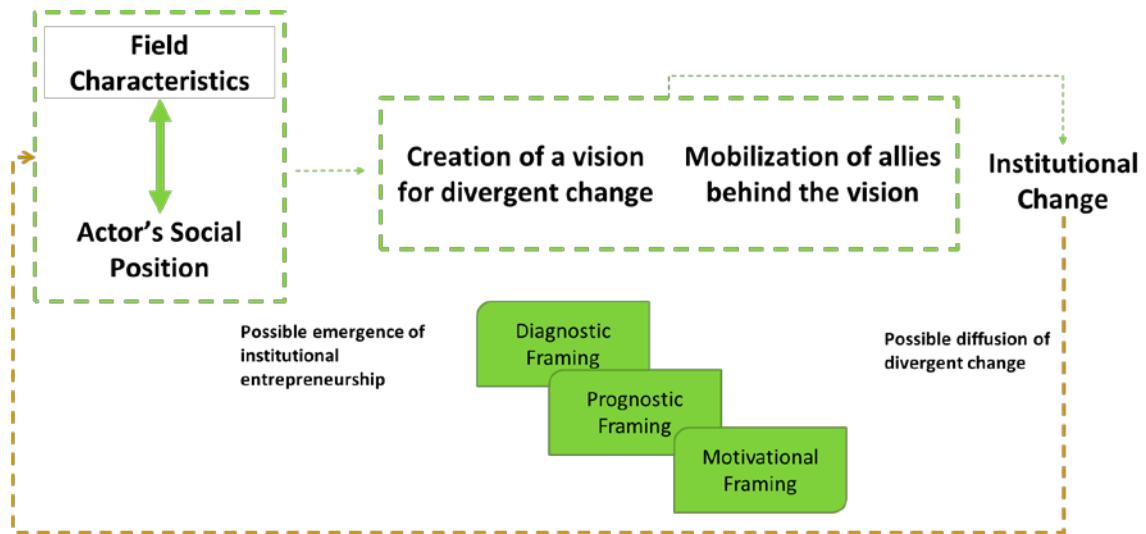 Field
Characteristics
Actor's Social
Position
Creation of a vision
for divergent change
Mobilization of allies
behind the vision
Institutional
Change
Possible emergence of
institutional
entrepreneurship
Diagnostic
Framing
Prognostic
Framing
Motivational
Framing
Possible diffusion of
divergent change